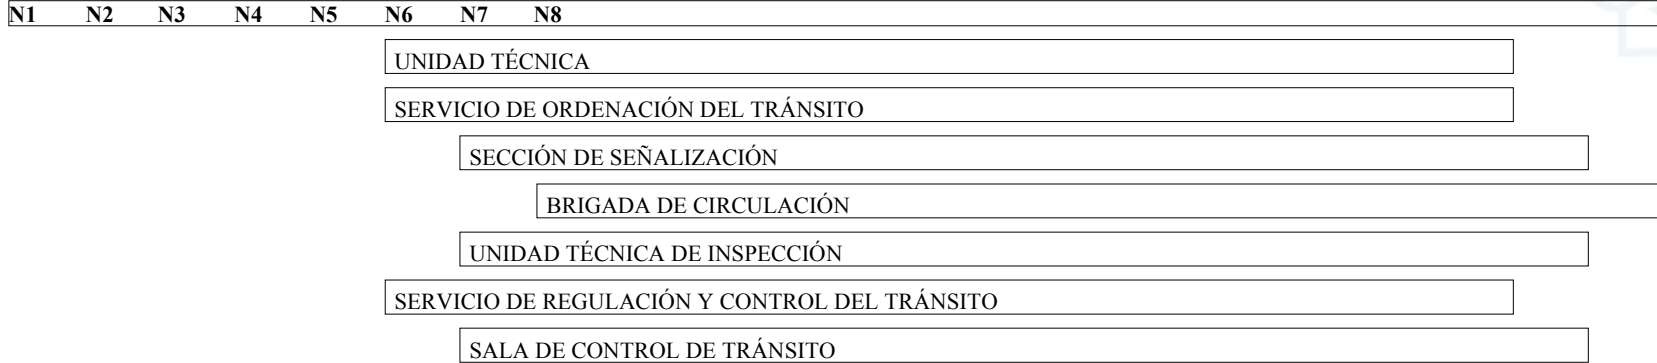 N1 N2 N3 N4 N5 N6 N7 N8
UNIDAD TÉCNICA
SERVICIO DE ORDENACIÓN DEL TRÁNSITO
SECCIÓN DE SEÑALIZACIÓN
BRIGADA DE CIRCULACIÓN
UNIDAD TÉCNICA DE INSPECCIÓN
SERVICIO DE REGULACIÓN Y CONTROL DEL TRÁNSITO
SALA DE CONTROL DE TRÁNSITO